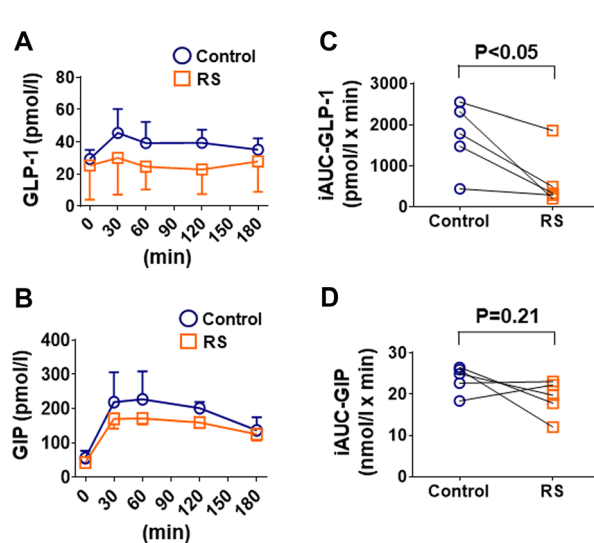 A
Control
RS
GLP-1 (pmol/l)
80
60
40
20
0
0 30 60 90 120 150 180
(min)
B
Control
RS
GIP (pmol/l)
400
300
200
100
0
0 30 60 90 120 150 180
(min)
C
P<0.05
iAUC-GLP-1
(pmol/l x min)
3000
2000
1000
0
Control RS
D
P=0.21
iAUC-GIP
(nmol/l x min)
30
20
10
0
Control RS